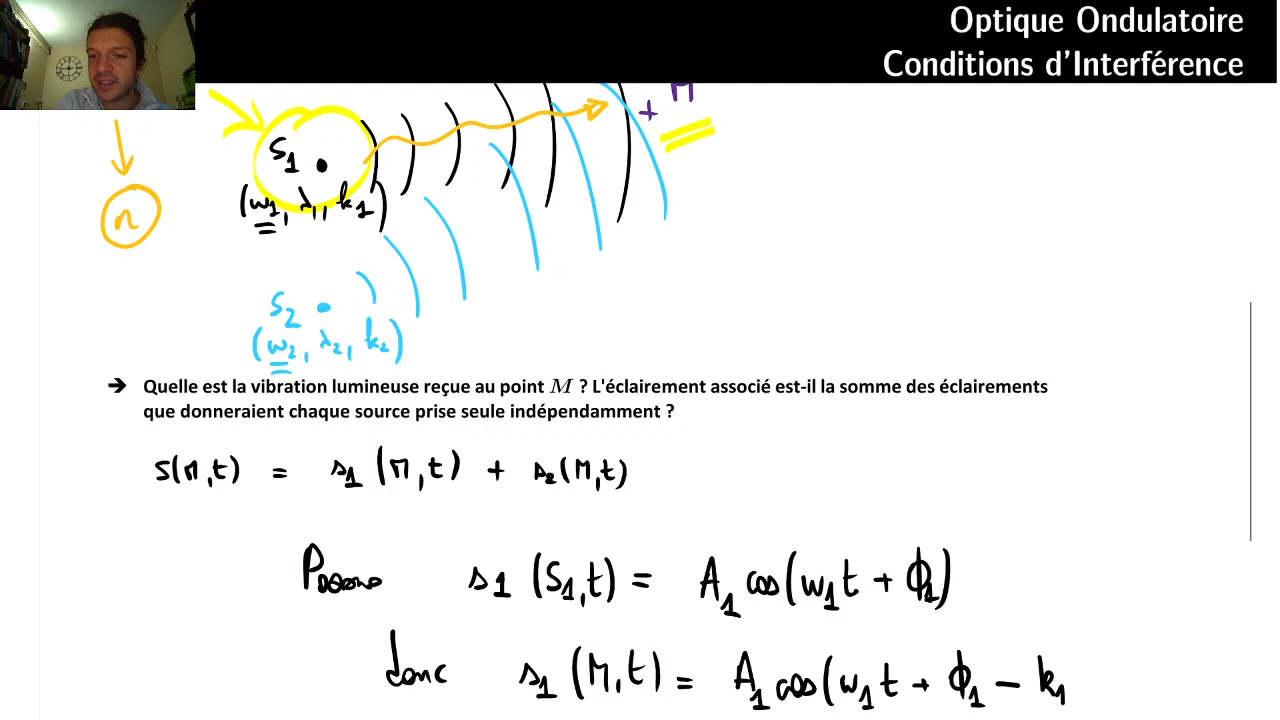 Optique Ondulatoire
Conditions d'Interférence
+ M
S1
(ω1, λ1, k1)
n
S2
(ω2, λ2, k2)
➔ Quelle est la vibration lumineuse reçue au point M ? L'éclairement associé est-il la somme des éclairements
que donneraient chaque source prise seule indépendamment ?
S(M,t) = s1 (M,t) + s2(M,t)
Posons s1 (S1,t) = A1 cos(ω1t + Φ1)
donc s1 (M,t) = A1 cos(ω1t + Φ1 − k1